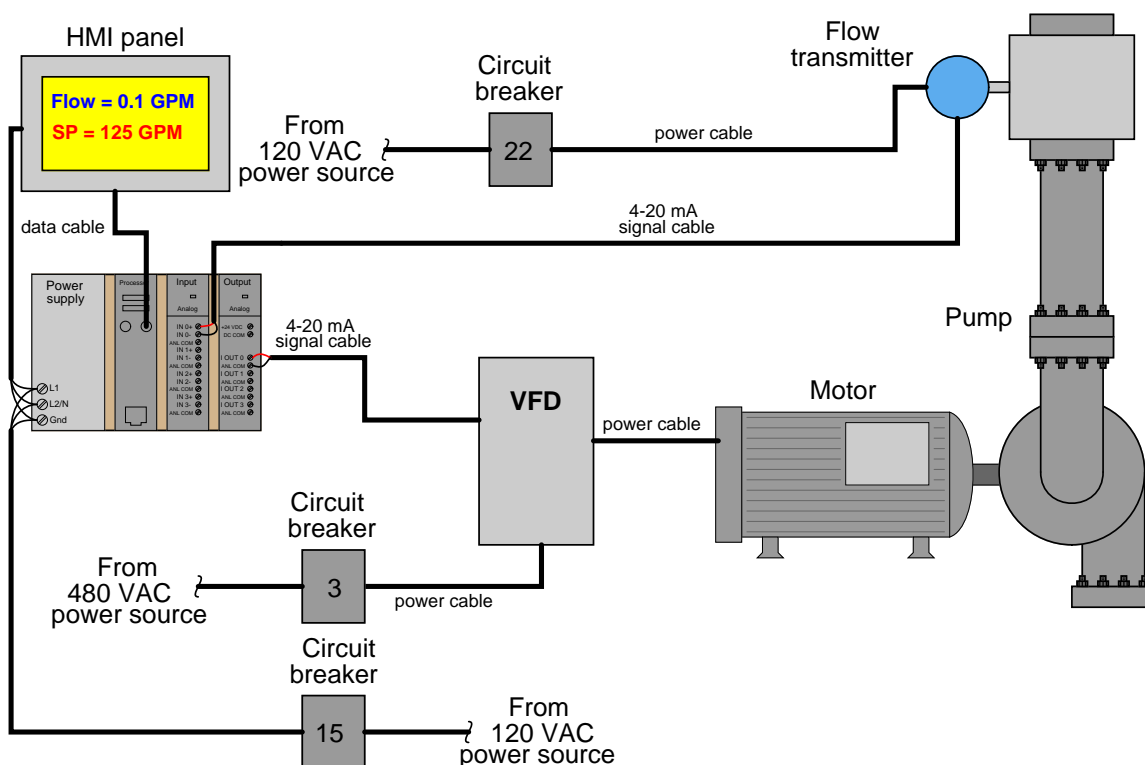 HMI panel
Flow = 0.1 GPM
SP = 125 GPM
Flow
transmitter
Circuit
breaker
22
From
120 VAC
power source
power cable
4-20 mA
signal cable
data cable
Power
supply
L1
L2/N
Gnd
Processor
Input
Analog
IN 0+
IN 0-
ANL COM
IN 1+
IN 1-
ANL COM
IN 2+
IN 2-
ANL COM
IN 3+
IN 3-
ANL COM
Output
Analog
+24 VDC
DC COM
I OUT 0
ANL COM
I OUT 1
ANL COM
I OUT 2
ANL COM
I OUT 3
ANL COM
4-20 mA
signal cable
VFD
power cable
Motor
Pump
Circuit
breaker
3
From
480 VAC
power source
power cable
Circuit
breaker
15
From
120 VAC
power source